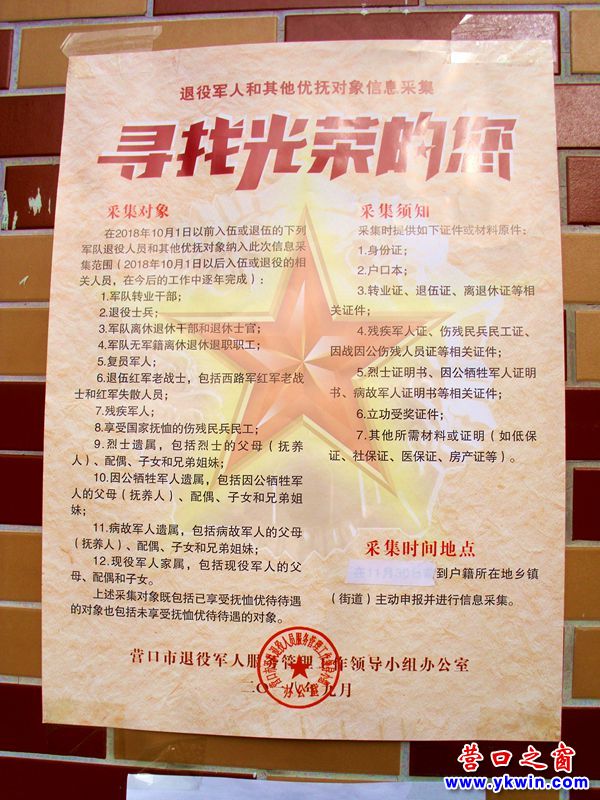 退役军人和其他优抚对象信息采集
寻找光荣的您
采集对象
在2018年10月1日以前入伍或退伍的下列
军队退役人员和其他优抚对象纳入此次信息采
集范围（2018年10月1日以后入伍或退役的相
关人员，在今后的工作中逐年完成）：
1.军队转业干部；
2.退役士兵；
3.军队离休退休干部和退休士官；
4.军队无军籍离休退休退职职工；
5.复员军人；
6.退伍红军老战士，包括西路军红军老战
士和红军失散人员；
7.残疾军人；
8.享受国家抚恤的伤残民兵民工；
9.烈士遗属，包括烈士的父母（抚养
人）、配偶、子女和兄弟姐妹；
10.因公牺牲军人遗属，包括因公牺牲军
人的父母（抚养人）、配偶、子女和兄弟姐
妹；
11.病故军人遗属，包括病故军人的父母
（抚养人）、配偶、子女和兄弟姐妹；
12.现役军人家属，包括现役军人的父
母、配偶和子女。
上述采集对象既包括已享受抚恤优待待遇
的对象也包括未享受抚恤优待待遇的对象。
采集须知
采集时提供如下证件或材料原件：
1.身份证；
2.户口本；
3.转业证、退伍证、离退休证等相
关证件；
4.残疾军人证、伤残民兵民工证、
因战因公伤残人员证等相关证件；
5.烈士证明书、因公牺牲军人证明
书、病故军人证明书等相关证件；
6.立功受奖证件；
7.其他所需材料或证明（如低保
证、社保证、医保证、房产证等）。
采集时间地点
在11月30日前到户籍所在地乡镇
（街道）主动申报并进行信息采集。
营口市退役军人服务管理工作领导小组办公室
二〇一八年九月
营口之窗
www.ykwin.com